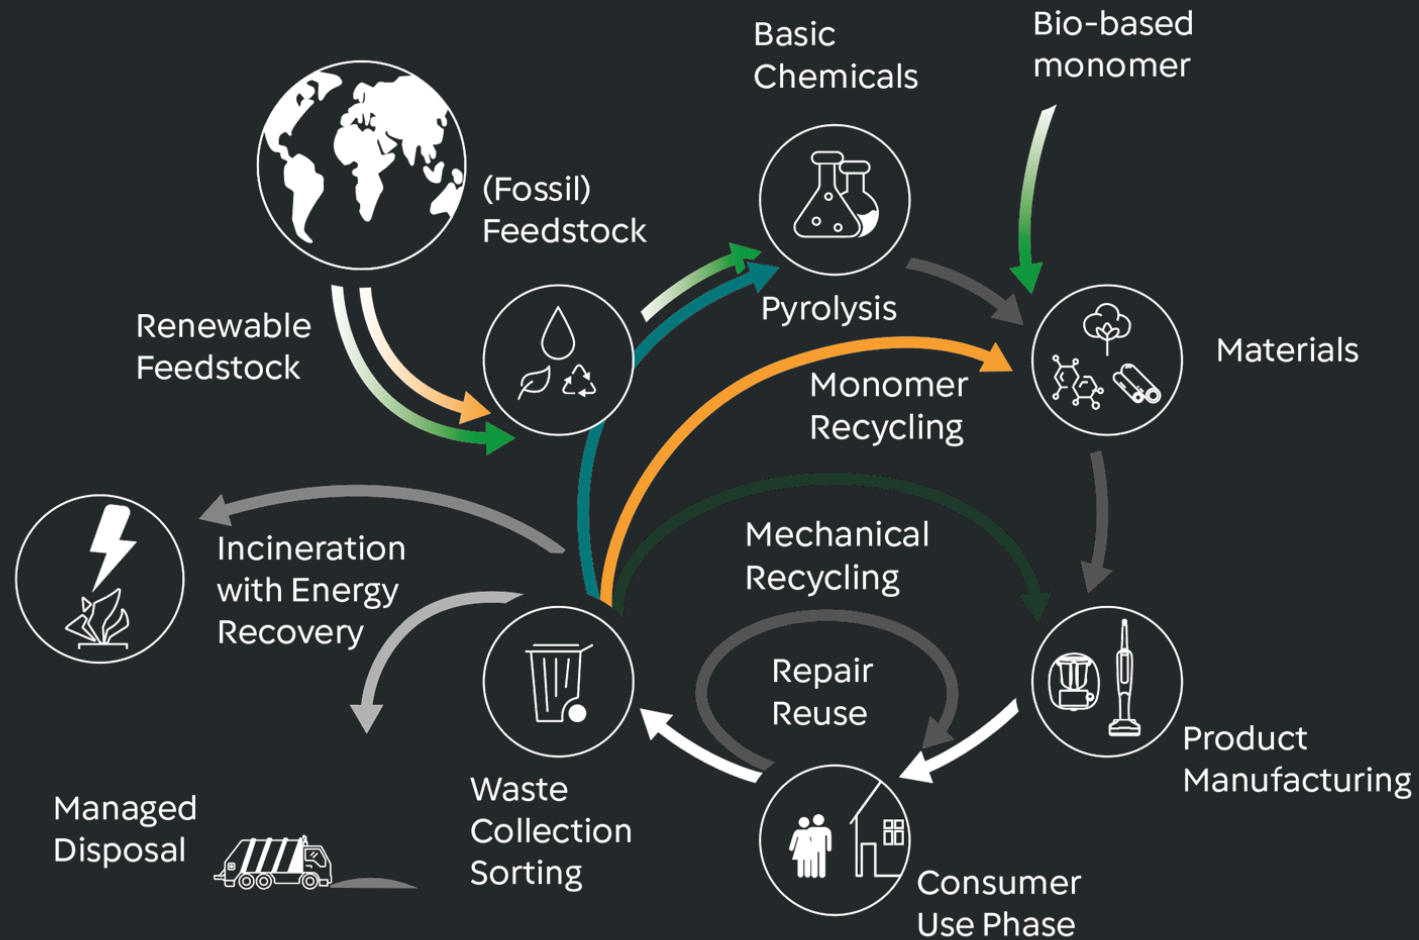 Basic
Chemicals
Bio-based
monomer
(Fossil)
Feedstock
Renewable
Feedstock
Pyrolysis
Materials
Monomer
Recycling
Incineration
with Energy
Recovery
Mechanical
Recycling
Repair
Reuse
Product
Manufacturing
Managed
Disposal
Waste
Collection
Sorting
Consumer
Use Phase